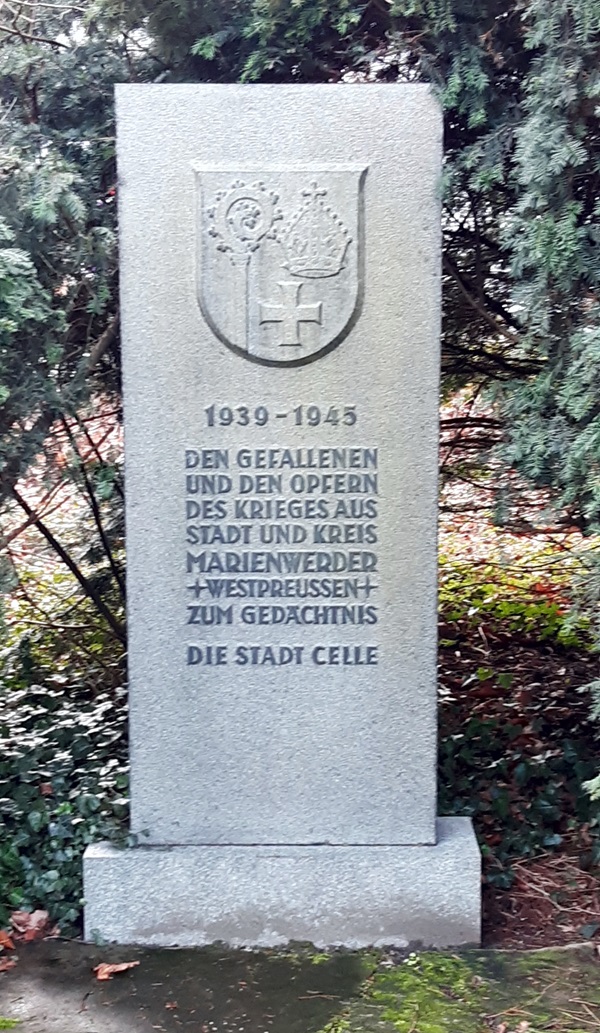 1939-1945
DEN GEFALLENEN
UND DEN OPFERN
DES KRIEGES AUS
STADT UND KREIS
MARIENWERDER
+WESTPREUSSEN+
ZUM GEDÄCHTNIS
DIE STADT CELLE